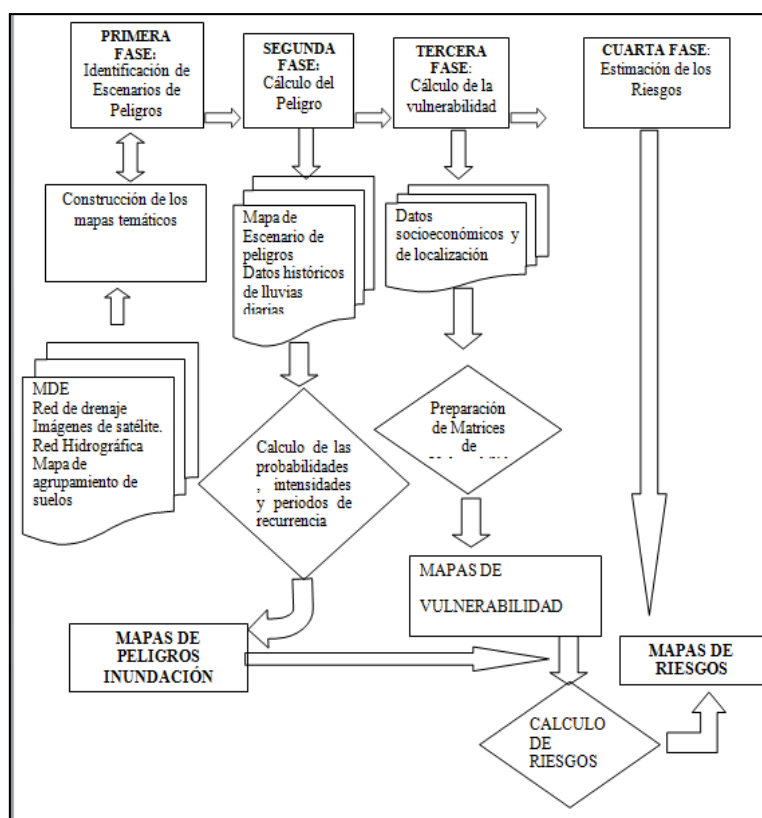 PRIMERA
FASE:
Identificación de
Escenarios de
Peligros
SEGUNDA
FASE:
Cálculo del
Peligro
TERCERA
FASE:
Cálculo de la
vulnerabilidad
CUARTA FASE:
Estimación de los
Riesgos
Construcción de los
mapas temáticos
Mapa de
Escenario de
peligros
Datos históricos
de lluvias
diarias
Datos
socioeconómicos y
de localización
MDE
Red de drenaje
Imágenes de satélite.
Red Hidrográfica
Mapa de
agrupamiento de
suelos
Calculo de las
probabilidades
, intensidades
y periodos de
recurrencia
Preparación
de Matrices
de
MAPAS DE
VULNERABILIDAD
MAPAS DE
PELIGROS
INUNDACIÓN
MAPAS DE
RIESGOS
CALCULO
DE
RIESGOS